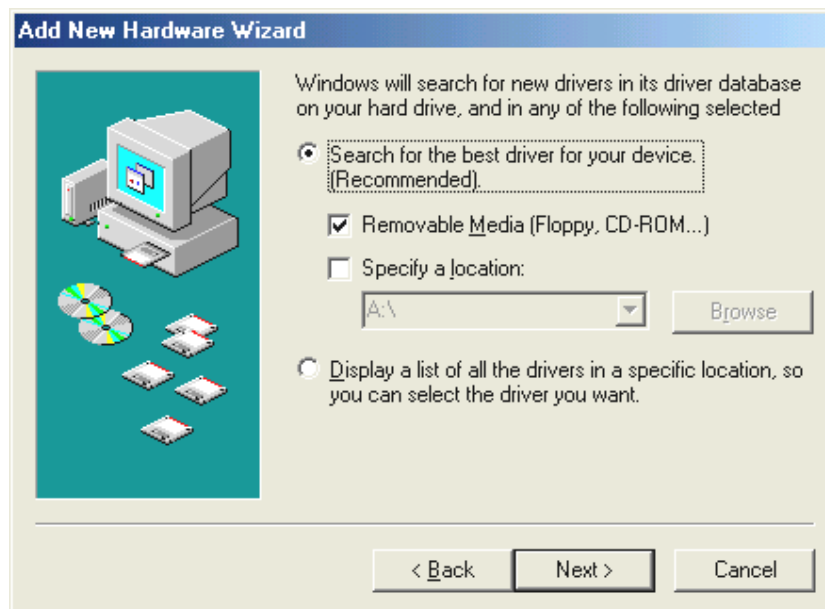 Add New Hardware Wizard
Windows will search for new drivers in its driver database
on your hard drive, and in any of the following selected
Search for the best driver for your device.
(Recommended).
Removable Media (Floppy, CD-ROM...)
Specify a location:
A:\
Browse
Display a list of all the drivers in a specific location, so
you can select the driver you want.
< Back
Next >
Cancel